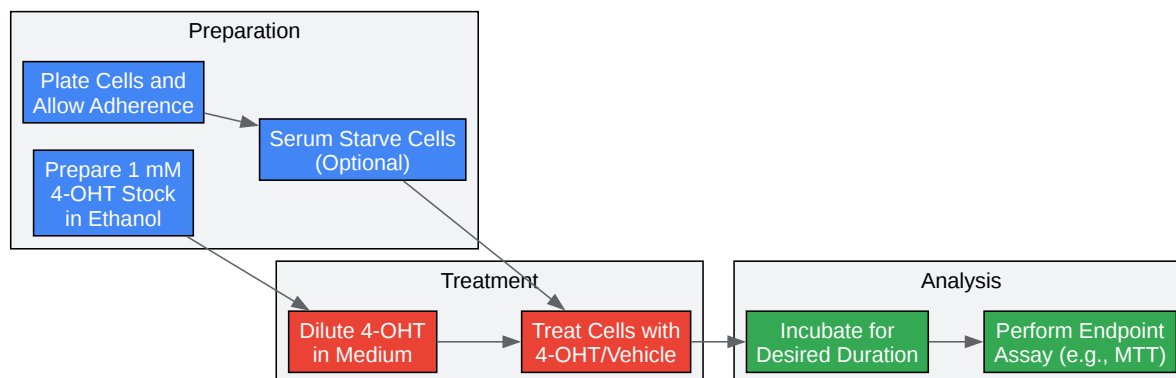 Preparation
Plate Cells and
Allow Adherence
Serum Starve Cells
(Optional)
Prepare 1 mM
4-OHT Stock
in Ethanol
Treatment
Dilute 4-OHT
in Medium
Treat Cells with
4-OHT/Vehicle
Analysis
Incubate for
Desired Duration
Perform Endpoint
Assay (e.g., MTT)